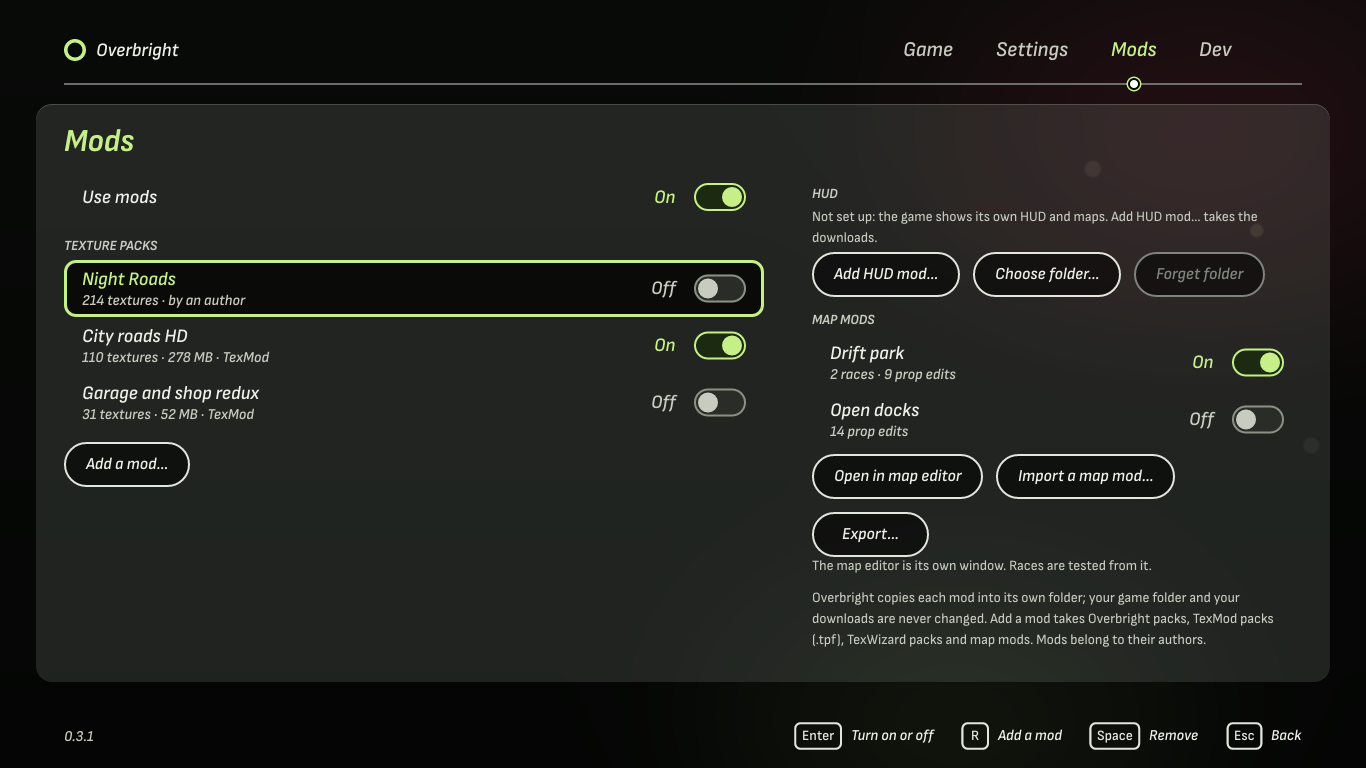 Overbright
Game
Settings
Mods
Dev
Mods
Use mods
On
TEXTURE PACKS
Night Roads
214 textures · by an author
Off
City roads HD
110 textures · 278 MB · TexMod
On
Garage and shop redux
31 textures · 52 MB · TexMod
Off
Add a mod...
HUD
Not set up: the game shows its own HUD and maps. Add HUD mod... takes the
downloads.
Add HUD mod...
Choose folder...
Forget folder
MAP MODS
Drift park
2 races · 9 prop edits
On
Open docks
14 prop edits
Off
Open in map editor
Import a map mod...
Export...
The map editor is its own window. Races are tested from it.
Overbright copies each mod into its own folder; your game folder and your
downloads are never changed. Add a mod takes Overbright packs, TexMod packs
(.tpf), TexWizard packs and map mods. Mods belong to their authors.
0.3.1
Enter Turn on or off
R Add a mod
Space Remove
Esc Back